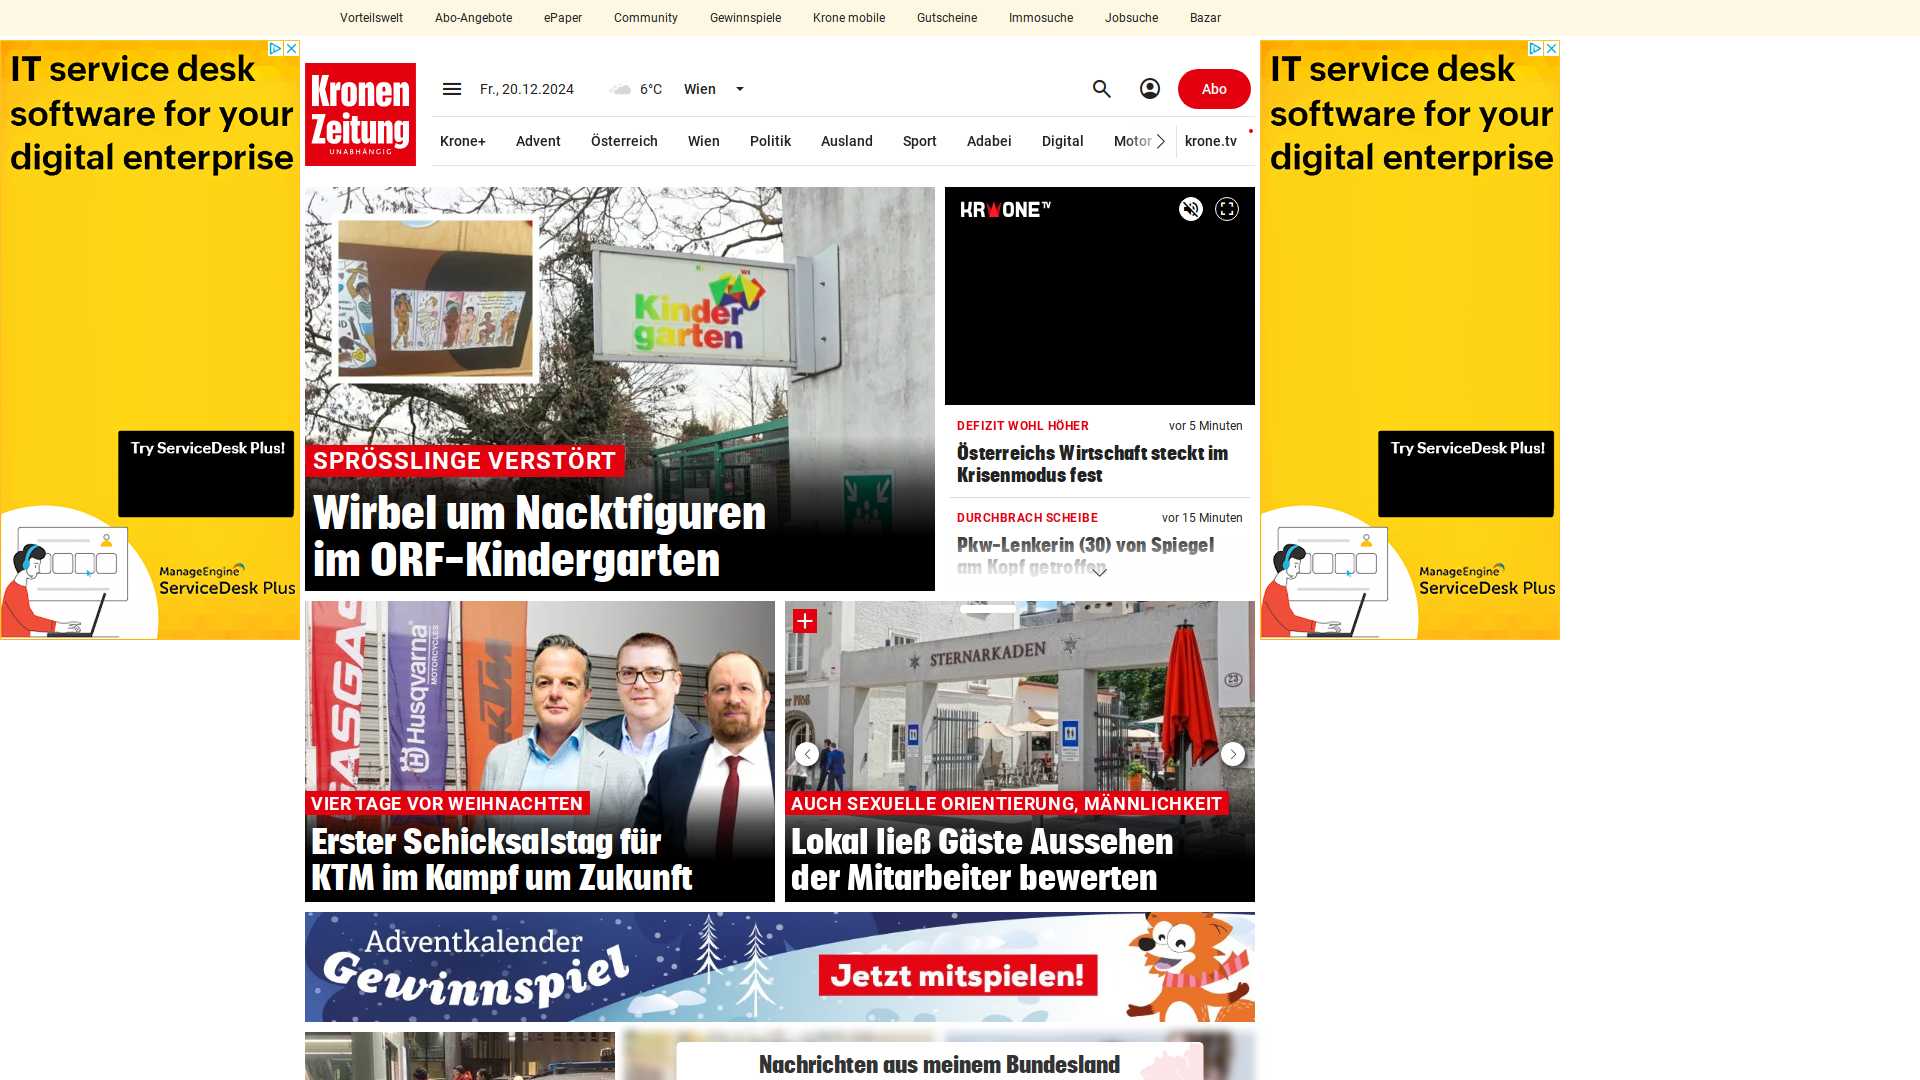 Vorteilswelt Abo-Angebote ePaper Community Gewinnspiele Krone mobile Gutscheine Immosuche Jobsuche Bazar
IT service desk
software for your
digital enterprise
Try ServiceDesk Plus!
ManageEngine
ServiceDesk Plus
Kronen
Zeitung
UNABHÄNGIG
Fr., 20.12.2024 6°C Wien
Abo
Krone+ Advent Österreich Wien Politik Ausland Sport Adabei Digital Motor krone.tv
IT service desk
software for your
digital enterprise
Try ServiceDesk Plus!
ManageEngine
ServiceDesk Plus
Kinder
garten
SPRÖSSLINGE VERSTÖRT
Wirbel um Nacktfiguren
im ORF-Kindergarten
KRONE TV
DEFIZIT WOHL HÖHER vor 5 Minuten
Österreichs Wirtschaft steckt im
Krisenmodus fest
DURCHBRACH SCHEIBE vor 15 Minuten
Pkw-Lenkerin (30) von Spiegel
am Kopf getroffen
GASGAS
Husqvarna
MOTORCYCLES
KTM
VIER TAGE VOR WEIHNACHTEN
Erster Schicksalstag für
KTM im Kampf um Zukunft
STERNARKADEN
23
AUCH SEXUELLE ORIENTIERUNG, MÄNNLICHKEIT
Lokal ließ Gäste Aussehen
der Mitarbeiter bewerten
Adventkalender
Gewinnspiel
Jetzt mitspielen!
Nachrichten aus meinem Bundesland